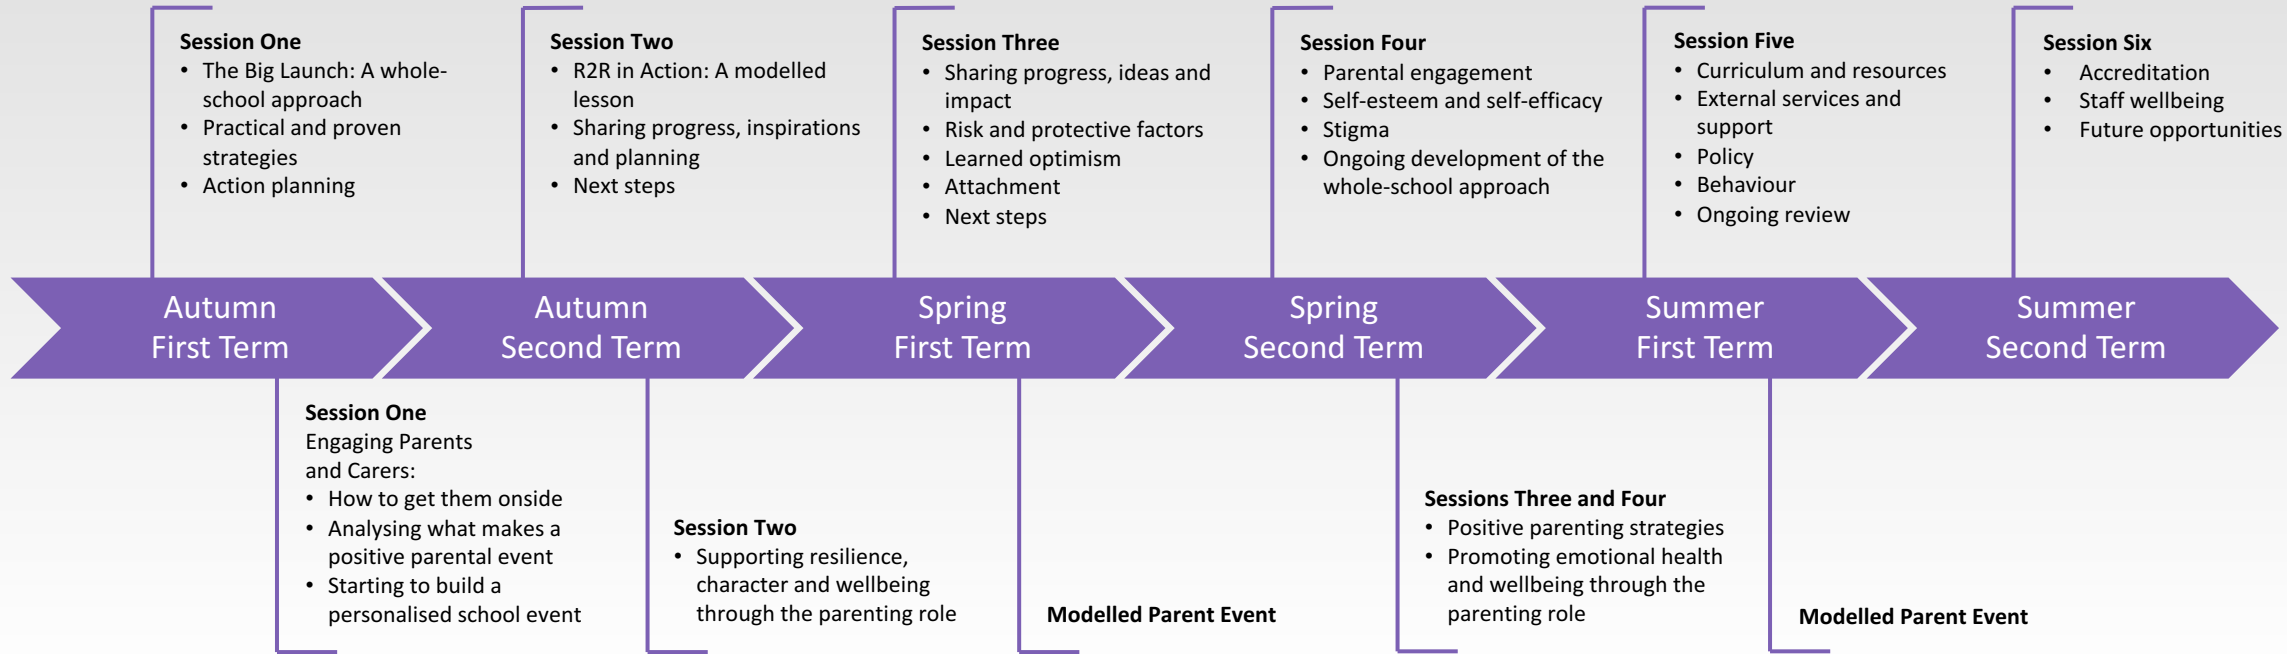 Session One
• The Big Launch: A whole-
school approach
• Practical and proven
strategies
• Action planning
Session Two
• R2R in Action: A modelled
lesson
• Sharing progress, inspirations
and planning
• Next steps
Session Three
• Sharing progress, ideas and
impact
• Risk and protective factors
• Learned optimism
• Attachment
• Next steps
Session Four
• Parental engagement
• Self-esteem and self-efficacy
• Stigma
• Ongoing development of the
whole-school approach
Session Five
• Curriculum and resources
• External services and
support
• Policy
• Behaviour
• Ongoing review
Session Six
• Accreditation
• Staff wellbeing
• Future opportunities
Autumn
First Term
Autumn
Second Term
Spring
First Term
Spring
Second Term
Summer
First Term
Summer
Second Term
Session One
Engaging Parents
and Carers:
• How to get them onside
• Analysing what makes a
positive parental event
• Starting to build a
personalised school event
Session Two
• Supporting resilience,
character and wellbeing
through the parenting role
Modelled Parent Event
Sessions Three and Four
• Positive parenting strategies
• Promoting emotional health
and wellbeing through the
parenting role
Modelled Parent Event